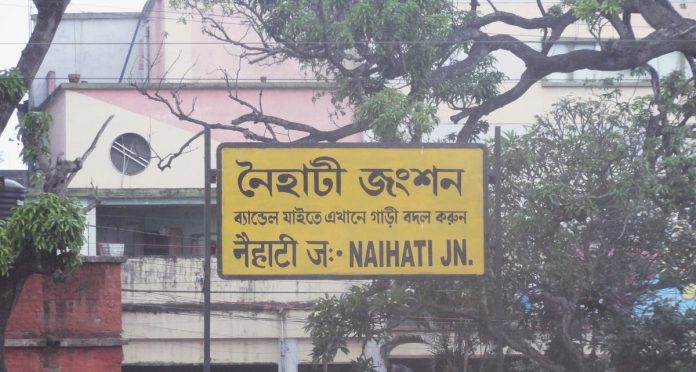 নৈহাটী জংশন
ব্যান্ডেল যাইতে এখানে গাড়ী বদল করুন
नैहाटी जः• NAIHATI JN.